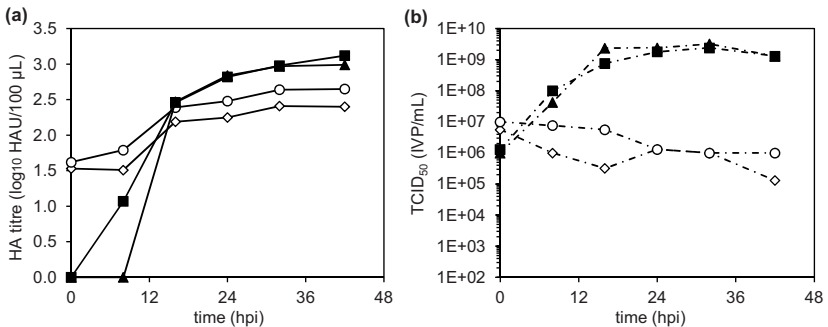 (a)
HA titre (log₁₀ HAU/100 µL)
3.5
3.0
2.5
2.0
1.5
1.0
0.5
0.0
0 12 24 36 48
time (hpi)
(b)
TCID₅₀ (IVP/mL)
1E+10
1E+09
1E+08
1E+07
1E+06
1E+05
1E+04
1E+03
1E+02
0 12 24 36 48
time (hpi)